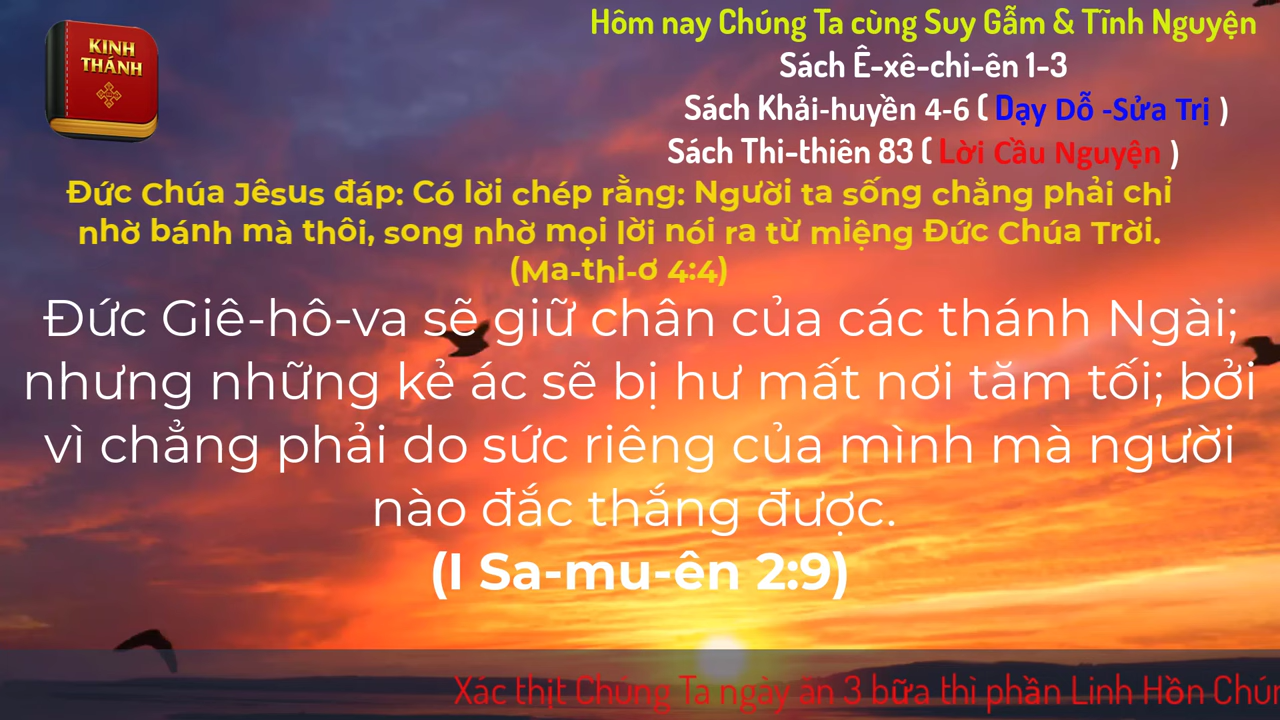 KINH
THÁNH
Hôm nay Chúng Ta cùng Suy Gẫm & Tĩnh Nguyện
Sách Ê-xê-chi-ên 1-3
Sách Khải-huyền 4-6 ( Dạy Dỗ -Sửa Trị )
Sách Thi-thiên 83 ( Lời Cầu Nguyện )
Đức Chúa Jêsus đáp: Có lời chép rằng: Người ta sống chẳng phải chỉ
nhờ bánh mà thôi, song nhờ mọi lời nói ra từ miệng Đức Chúa Trời.
(Ma-thi-ơ 4:4)
Đức Giê-hô-va sẽ giữ chân của các thánh Ngài;
nhưng những kẻ ác sẽ bị hư mất nơi tăm tối; bởi
vì chẳng phải do sức riêng của mình mà người
nào đắc thắng được.
(I Sa-mu-ên 2:9)
Xác thịt Chúng Ta ngày ăn 3 bữa thì phần Linh Hồn